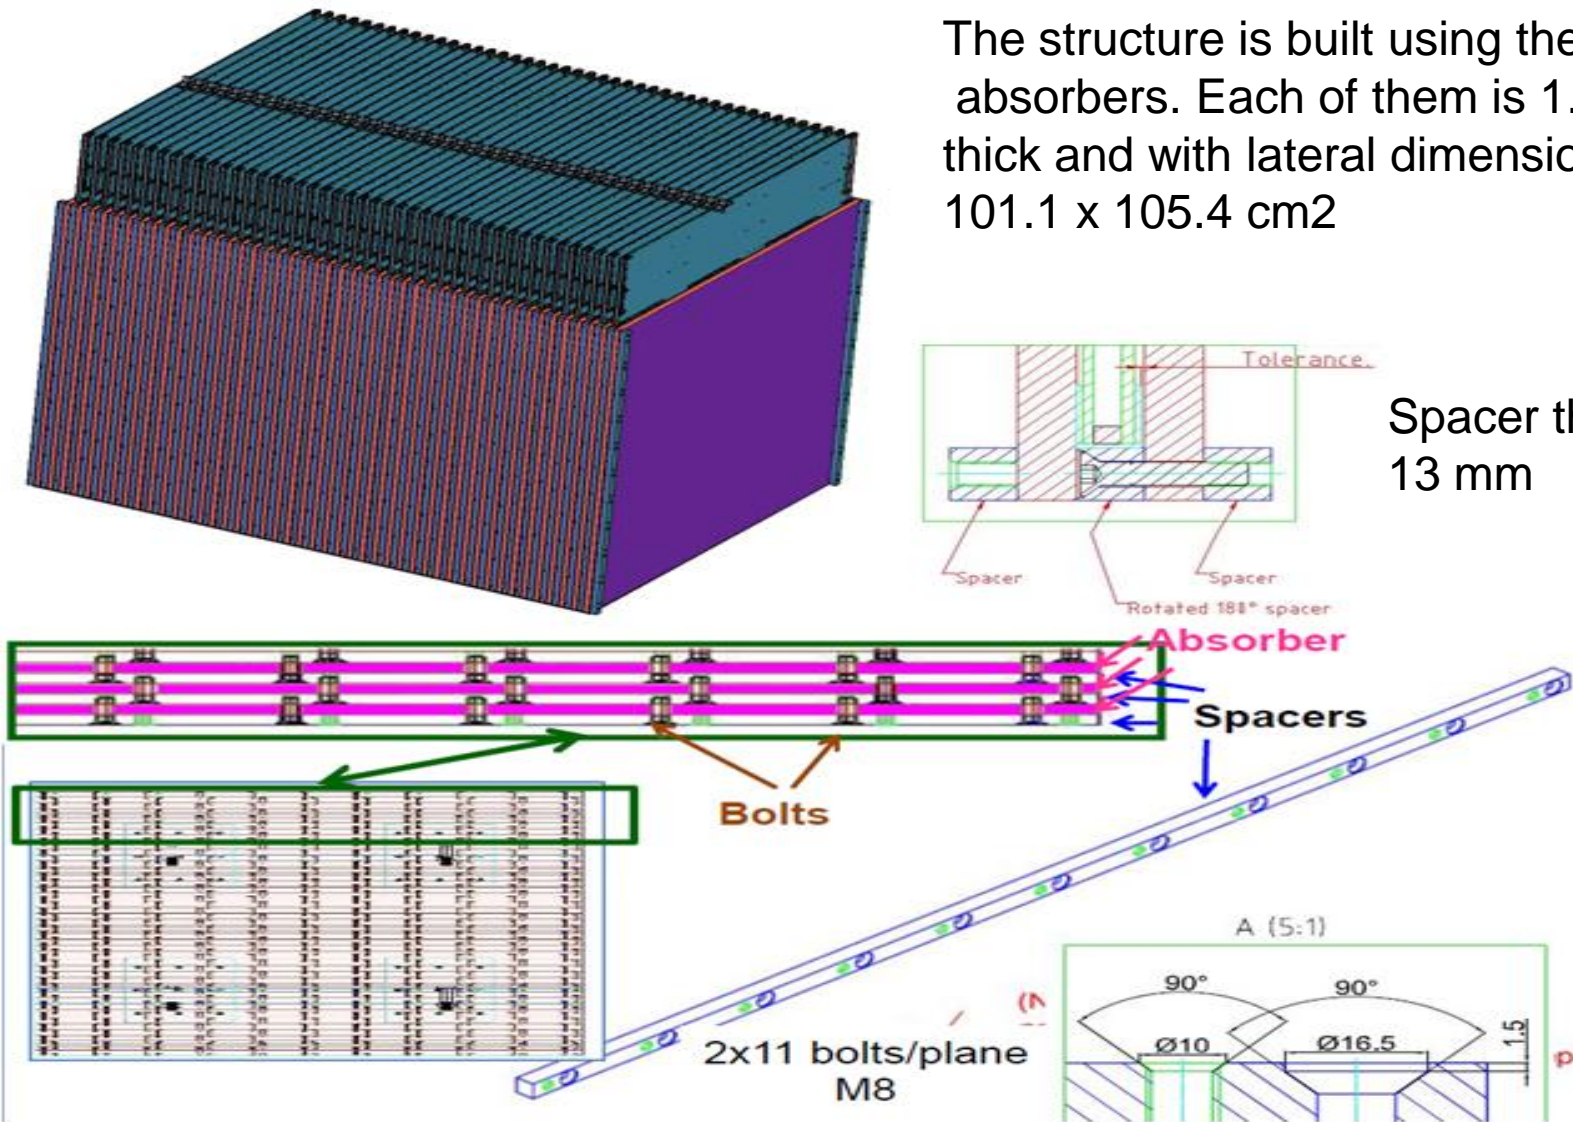 The structure is built using the
absorbers. Each of them is 1.
thick and with lateral dimensio
101.1 x 105.4 cm2
Tolerance.
Spacer th
13 mm
Spacer
Spacer
Rotated 180° spacer
Absorber
Spacers
Bolts
A (5:1)
90°
90°
Ø10
Ø16.5
1.5
(N
p
2x11 bolts/plane
M8